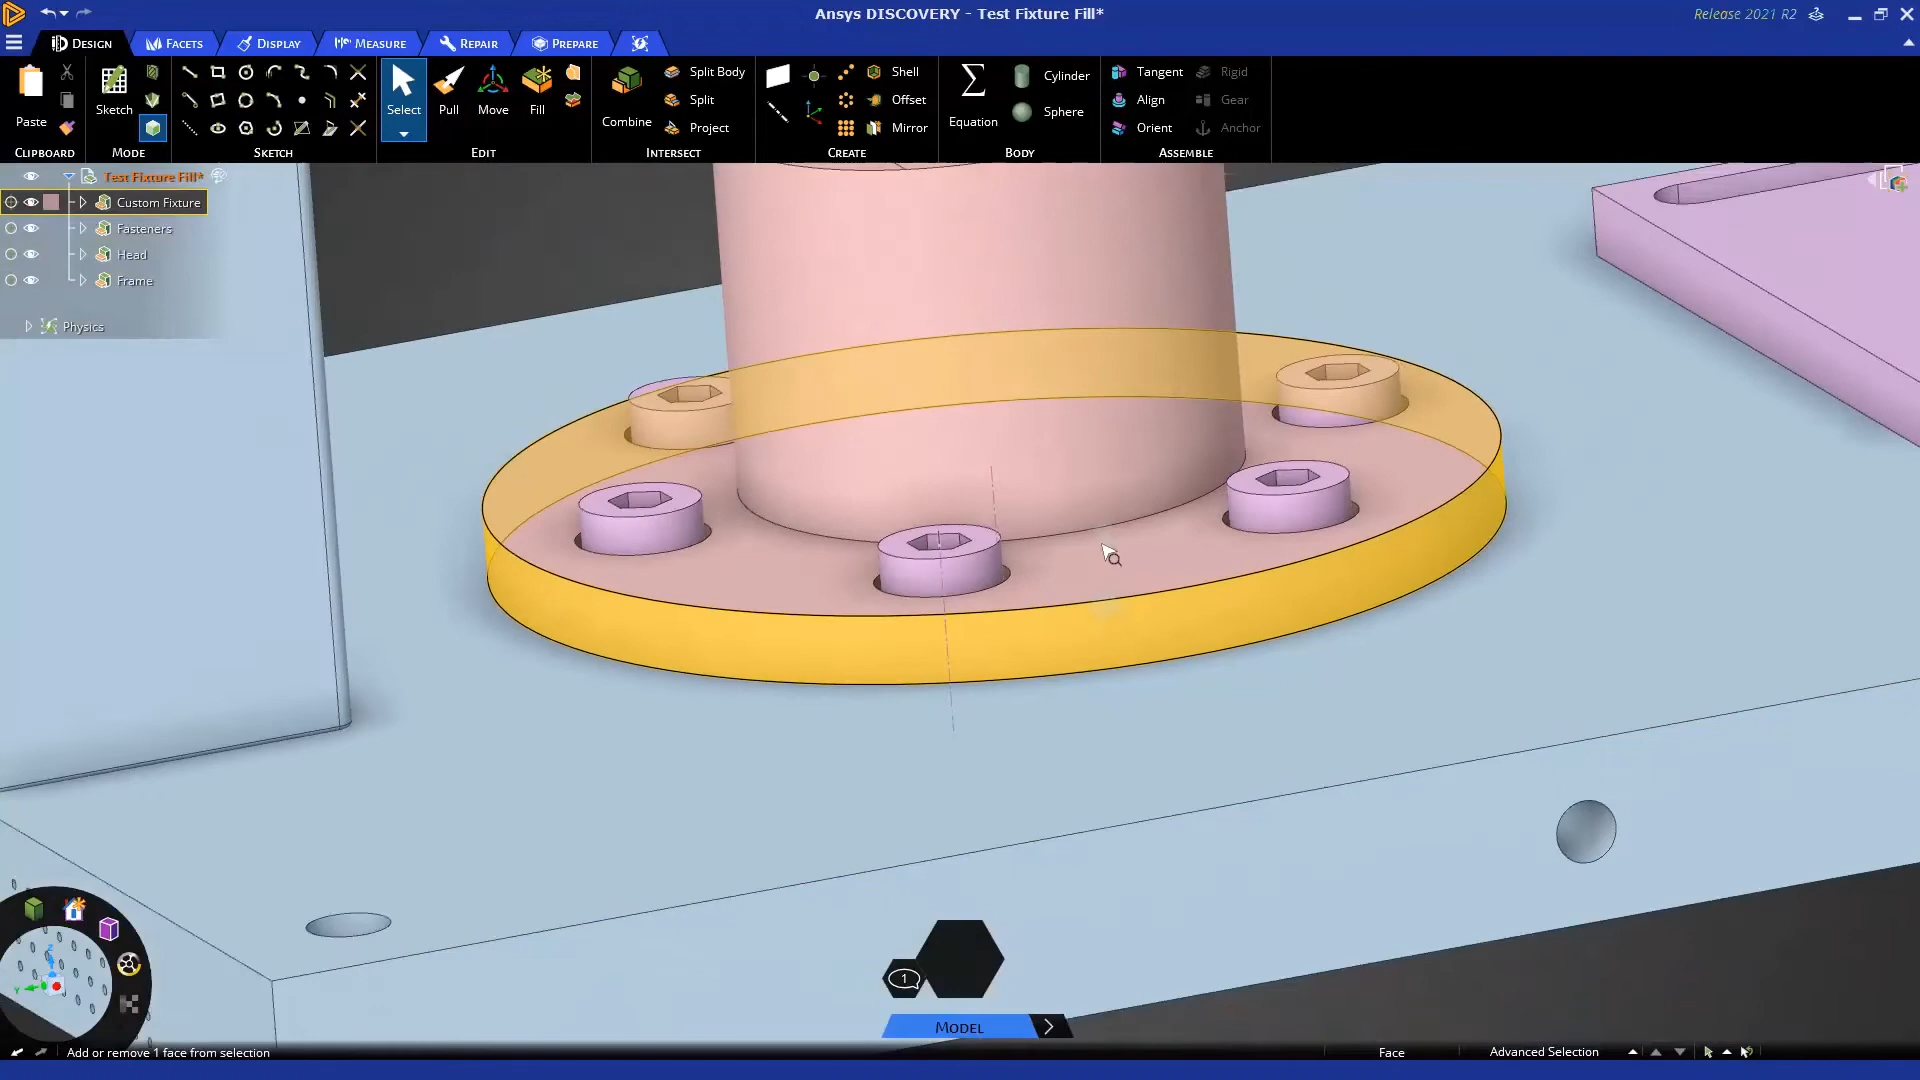 Ansys DISCOVERY - Test Fixture Fill*
Release 2021 R2
DESIGN
FACETS
DISPLAY
MEASURE
REPAIR
PREPARE
Paste
CLIPBOARD
Sketch
MODE
SKETCH
Select
Pull
Move
Fill
EDIT
Combine
Split Body
Split
Project
INTERSECT
Shell
Offset
Mirror
CREATE
Equation
Cylinder
Sphere
BODY
Tangent
Align
Orient
Rigid
Gear
Anchor
ASSEMBLE
Test Fixture Fill*
Custom Fixture
Fasteners
Head
Frame
Physics
Z
Y
1
MODEL
Add or remove 1 face from selection
Face
Advanced Selection